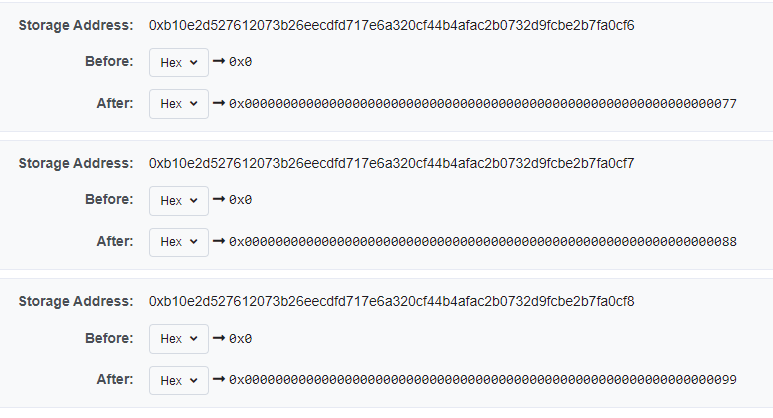 Storage Address: 0xb10e2d527612073b26eecdfd717e6a320cf44b4afac2b0732d9fcbe2b7fa0cf6
Before: Hex ➞ 0x0
After: Hex ➞ 0x0000000000000000000000000000000000000000000000000000000000000077
Storage Address: 0xb10e2d527612073b26eecdfd717e6a320cf44b4afac2b0732d9fcbe2b7fa0cf7
Before: Hex ➞ 0x0
After: Hex ➞ 0x0000000000000000000000000000000000000000000000000000000000000088
Storage Address: 0xb10e2d527612073b26eecdfd717e6a320cf44b4afac2b0732d9fcbe2b7fa0cf8
Before: Hex ➞ 0x0
After: Hex ➞ 0x0000000000000000000000000000000000000000000000000000000000000099